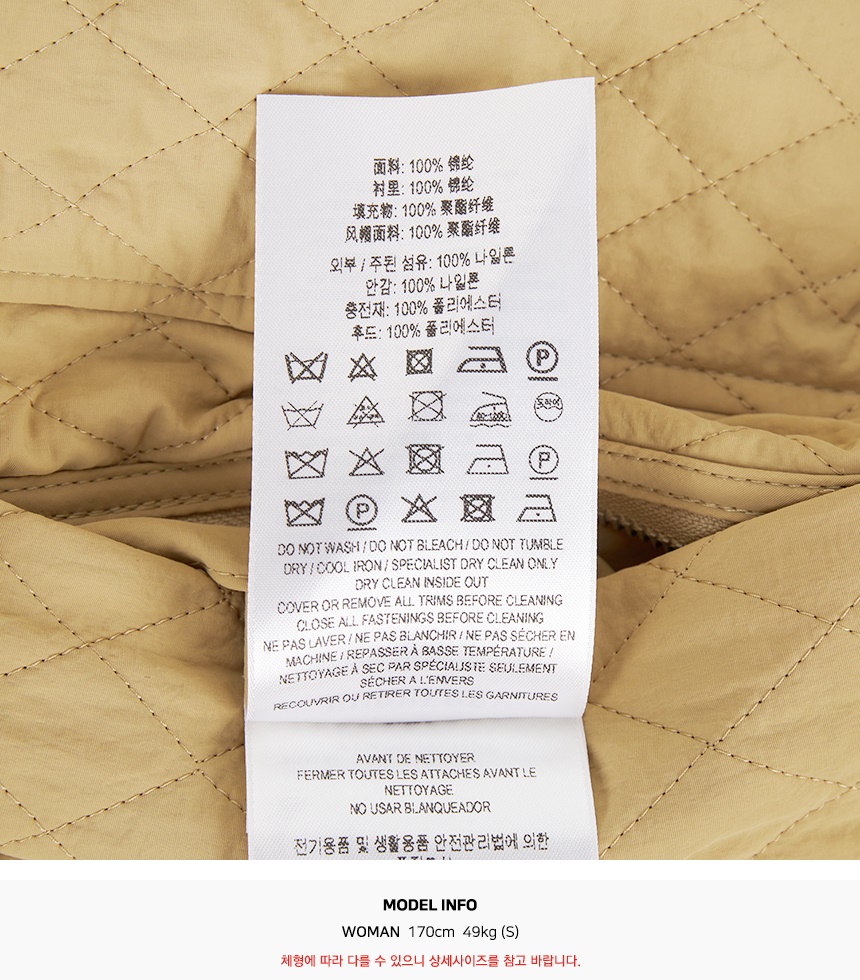 面料: 100% 锦纶
衬里: 100% 锦纶
填充物: 100% 聚酯纤维
风帽面料: 100% 聚酯纤维
외부 / 주된 섬유: 100% 나일론
안감: 100% 나일론
충전재: 100% 폴리에스터
후드: 100% 폴리에스터
P
80~120℃ 드라이
P
P
DO NOT WASH / DO NOT BLEACH / DO NOT TUMBLE
DRY / COOL IRON / SPECIALIST DRY CLEAN ONLY
DRY CLEAN INSIDE OUT
COVER OR REMOVE ALL TRIMS BEFORE CLEANING
CLOSE ALL FASTENINGS BEFORE CLEANING
NE PAS LAVER / NE PAS BLANCHIR / NE PAS SÉCHER EN
MACHINE / REPASSER À BASSE TEMPÉRATURE /
NETTOYAGE À SEC PAR SPÉCIALISTE SEULEMENT
SÉCHER A L'ENVERS
RECOUVRIR OU RETIRER TOUTES LES GARNITURES
AVANT DE NETTOYER
FERMER TOUTES LES ATTACHES AVANT LE
NETTOYAGE
NO USAR BLANQUEADOR
전기용품 및 생활용품 안전관리법에 의한
MODEL INFO
WOMAN 170cm 49kg (S)
체형에 따라 다를 수 있으니 상세사이즈를 참고 바랍니다.